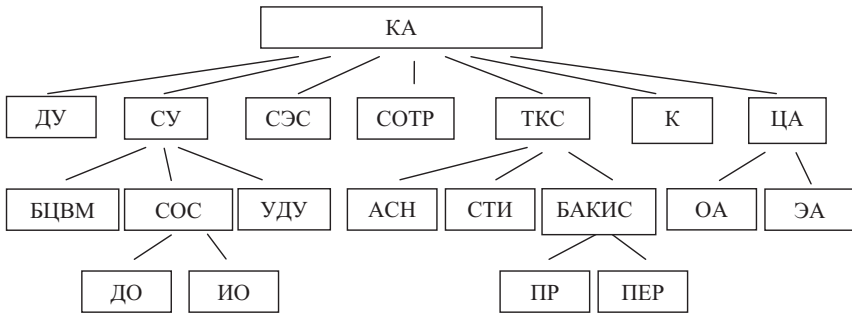 КА
ДУ СУ СЭС СОТР ТКС К ЦА
БЦВМ СОС УДУ АСН СТИ БАКИС ОА ЭА
ДО ИО ПР ПЕР